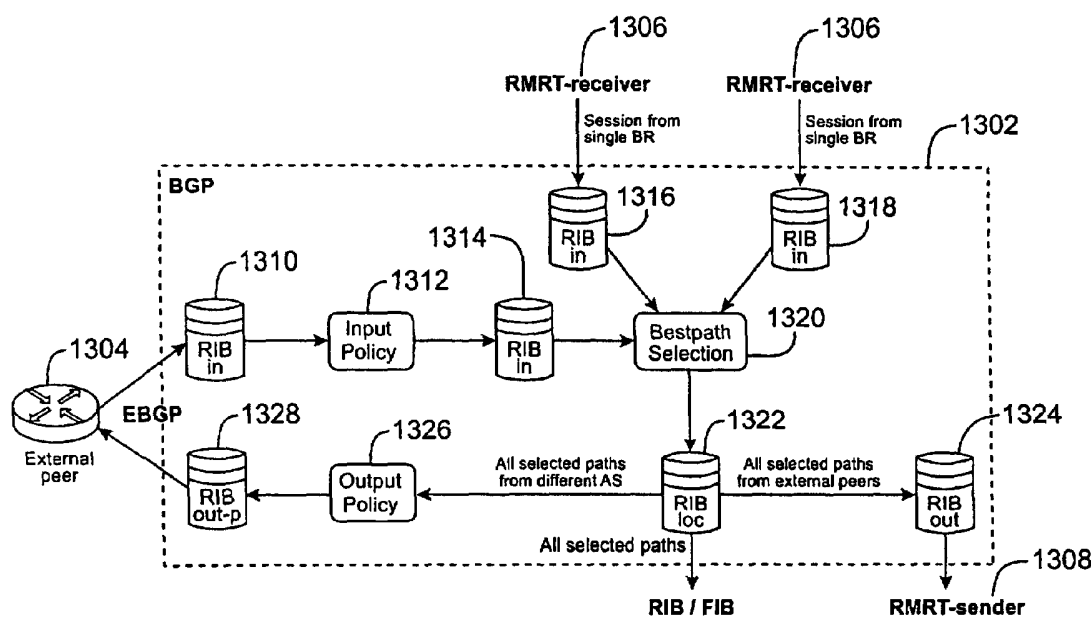 1306
1306
RMRT-receiver
RMRT-receiver
Session from
single BR
Session from
single BR
1302
BGP
1316
1318
RIB
in
RIB
in
1314
1310
1312
RIB
in
Input
Policy
RIB
in
Bestpath
Selection
1320
1304
EBGP
External
peer
1328
1326
1322
1324
RIB
out-p
Output
Policy
All selected paths
from different AS
RIB
loc
All selected paths
from external peers
RIB
out
All selected paths
1308
RIB / FIB
RMRT-sender